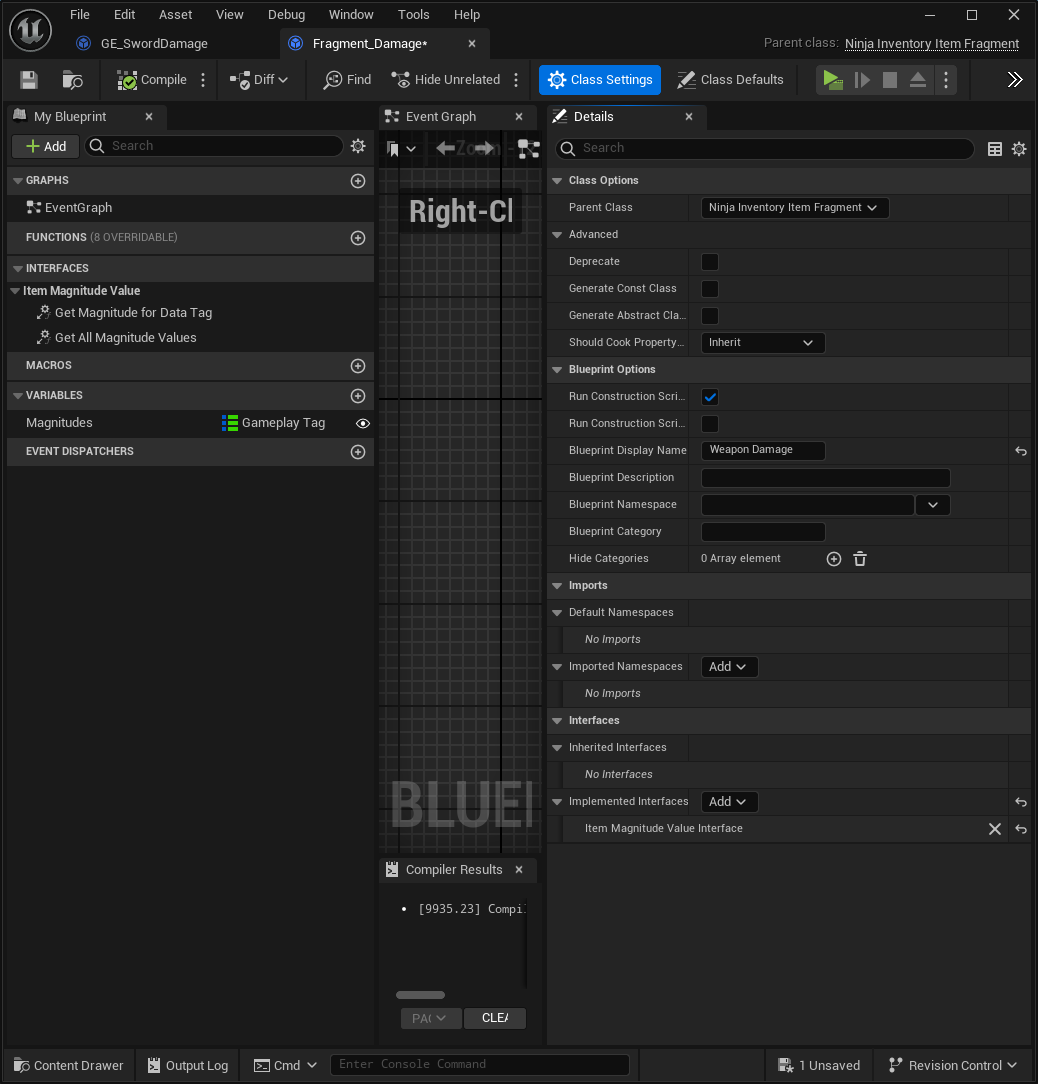 File Edit Asset View Debug Window Tools Help
GE_SwordDamage
Fragment_Damage*
Parent class: Ninja Inventory Item Fragment
Compile
Diff
Find
Hide Unrelated
Class Settings
Class Defaults
My Blueprint
Add
Search
GRAPHS
EventGraph
FUNCTIONS (8 OVERRIDABLE)
INTERFACES
Item Magnitude Value
Get Magnitude for Data Tag
Get All Magnitude Values
MACROS
VARIABLES
Magnitudes Gameplay Tag
EVENT DISPATCHERS
Event Graph
Zoom -
Right-Cl
BLUE
Compiler Results
[9935.23] Compi
PAG
CLEA
Details
Search
Class Options
Parent Class Ninja Inventory Item Fragment
Advanced
Deprecate
Generate Const Class
Generate Abstract Cla...
Should Cook Property... Inherit
Blueprint Options
Run Construction Scri...
Run Construction Scri...
Blueprint Display Name Weapon Damage
Blueprint Description
Blueprint Namespace
Blueprint Category
Hide Categories 0 Array element
Imports
Default Namespaces
No Imports
Imported Namespaces Add
No Imports
Interfaces
Inherited Interfaces
No Interfaces
Implemented Interfaces Add
Item Magnitude Value Interface
Content Drawer
Output Log
Cmd
Enter Console Command
1 Unsaved
Revision Control